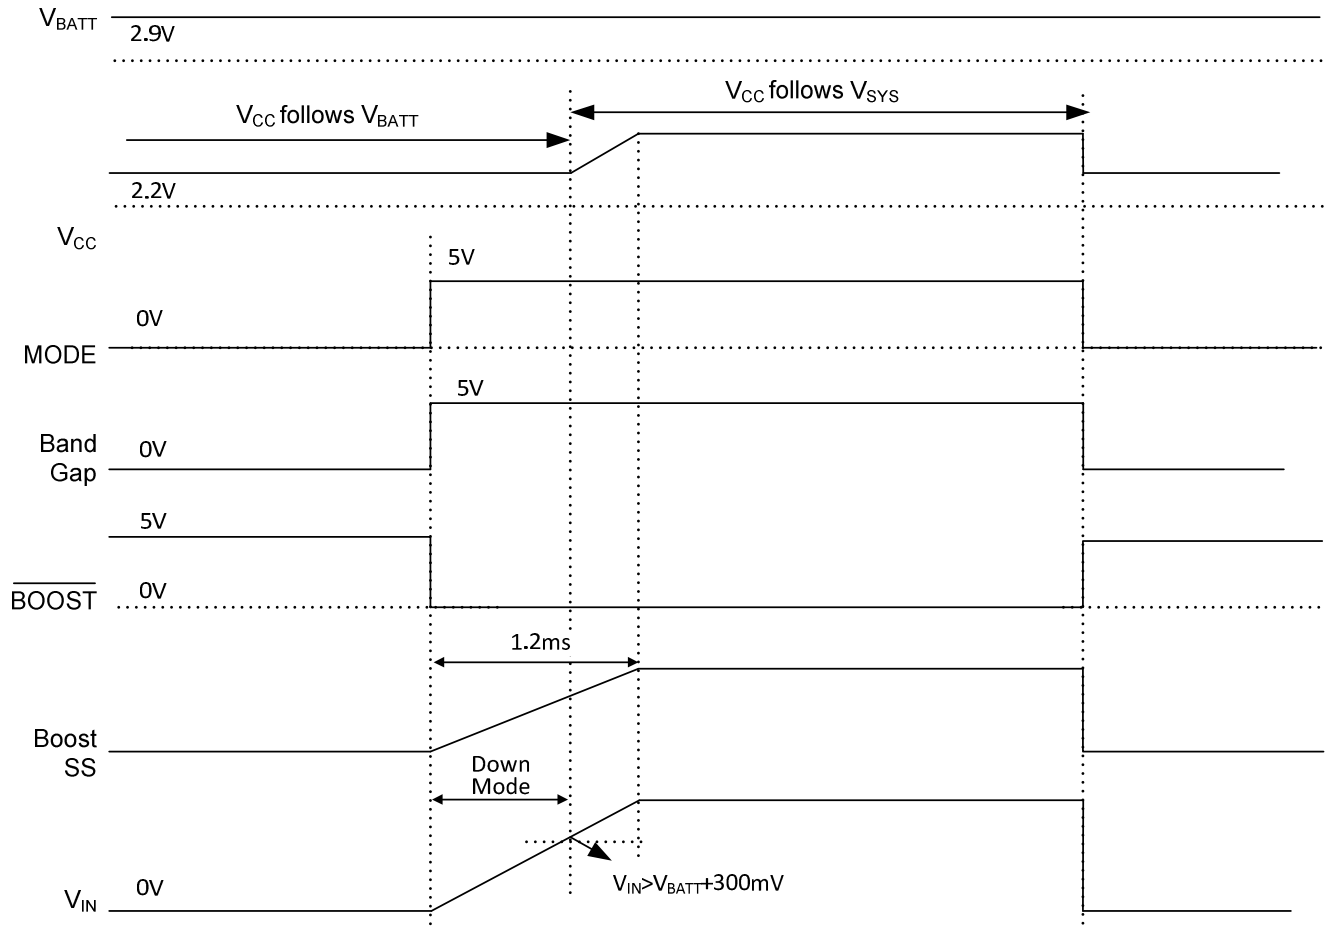 VBATT
2.9V
VCC follows VSYS
VCC follows VBATT
2.2V
VCC
5V
0V
MODE
5V
Band
Gap
0V
5V
BOOST
0V
1.2ms
Boost
SS
Down
Mode
0V
VIN
VIN>VBATT+300mV